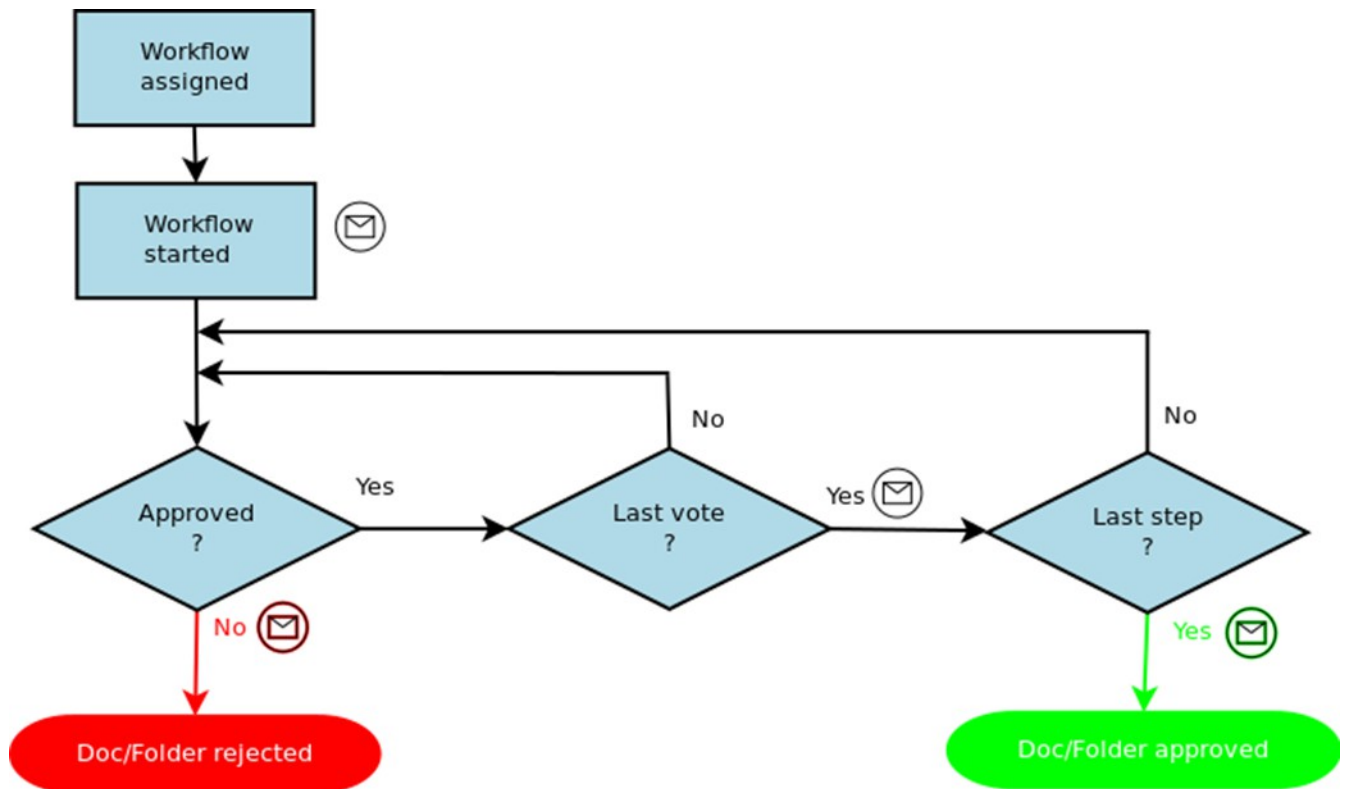 Workflow
assigned
Workflow
started
No
No
Yes
Yes
Approved
?
Last vote
?
Last step
?
No
Yes
Doc/Folder rejected
Doc/Folder approved